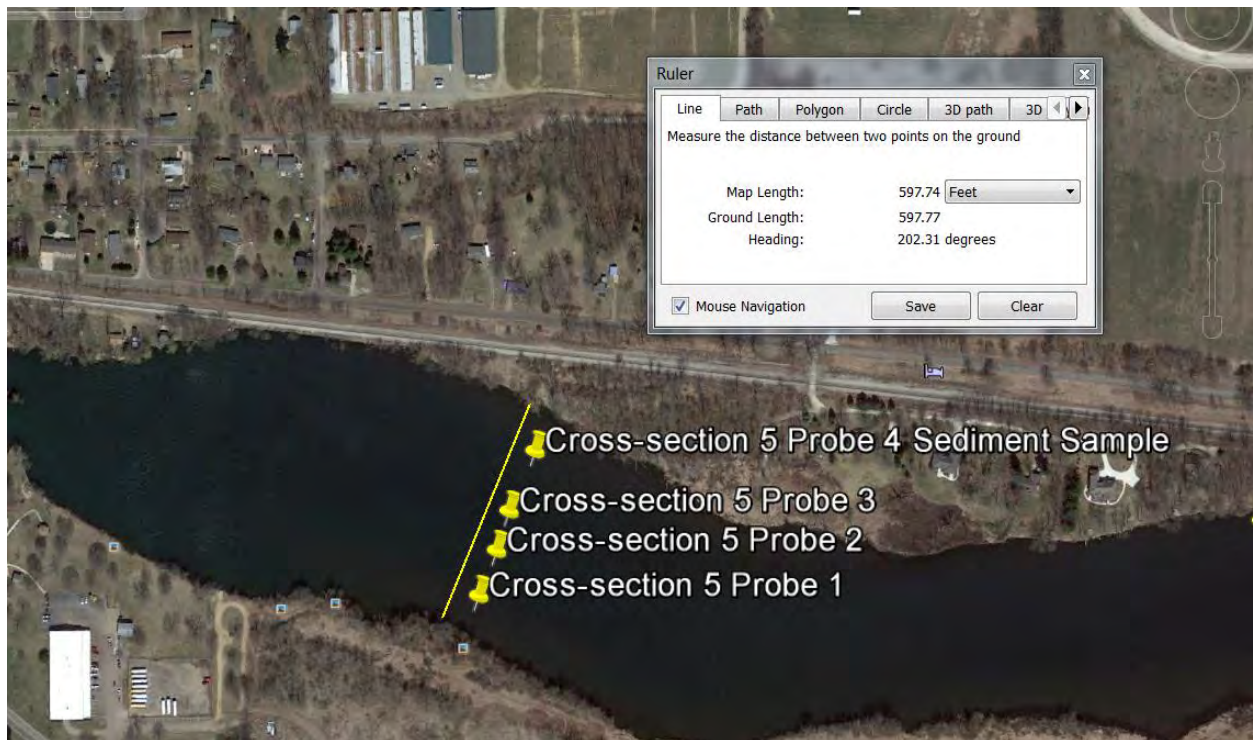 Ruler
Line Path Polygon Circle 3D path 3D
Measure the distance between two points on the ground
Map Length: 597.74 Feet
Ground Length: 597.77
Heading: 202.31 degrees
Mouse Navigation Save Clear
Cross-section 5 Probe 4 Sediment Sample
Cross-section 5 Probe 3
Cross-section 5 Probe 2
Cross-section 5 Probe 1